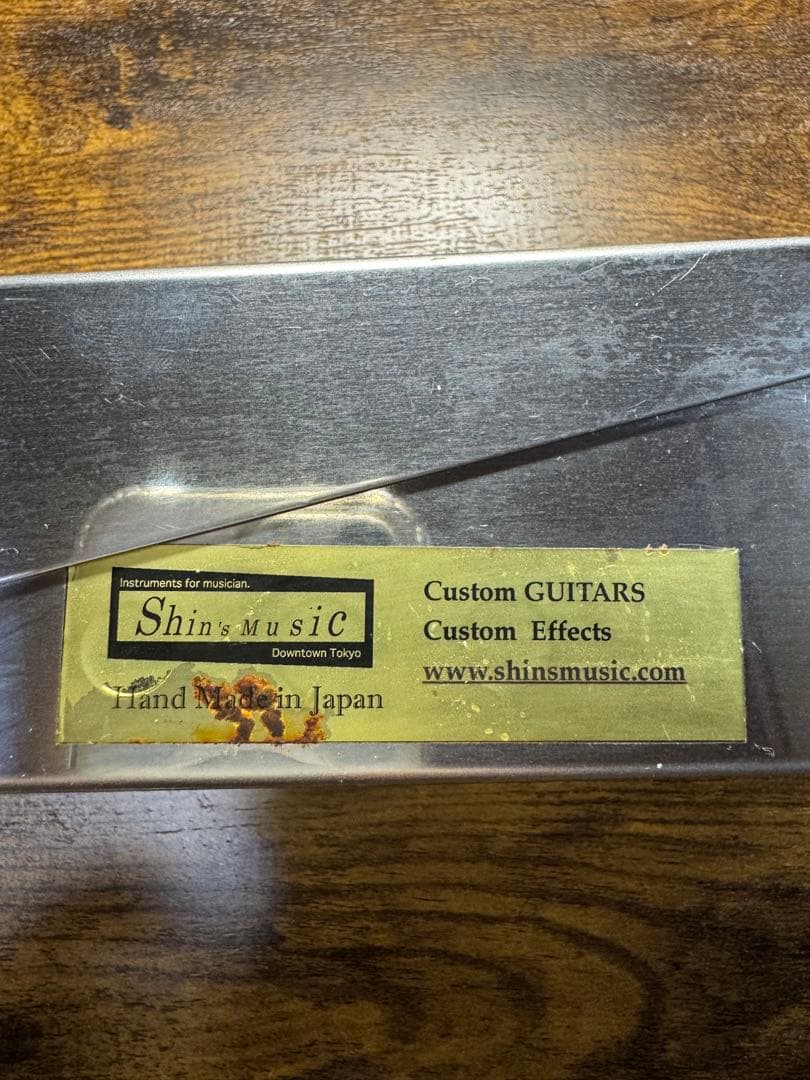 Instruments for musician.
Shin's Music
Downtown Tokyo
Hand Made in Japan
Custom GUITARS
Custom Effects
www.shinsmusic.com